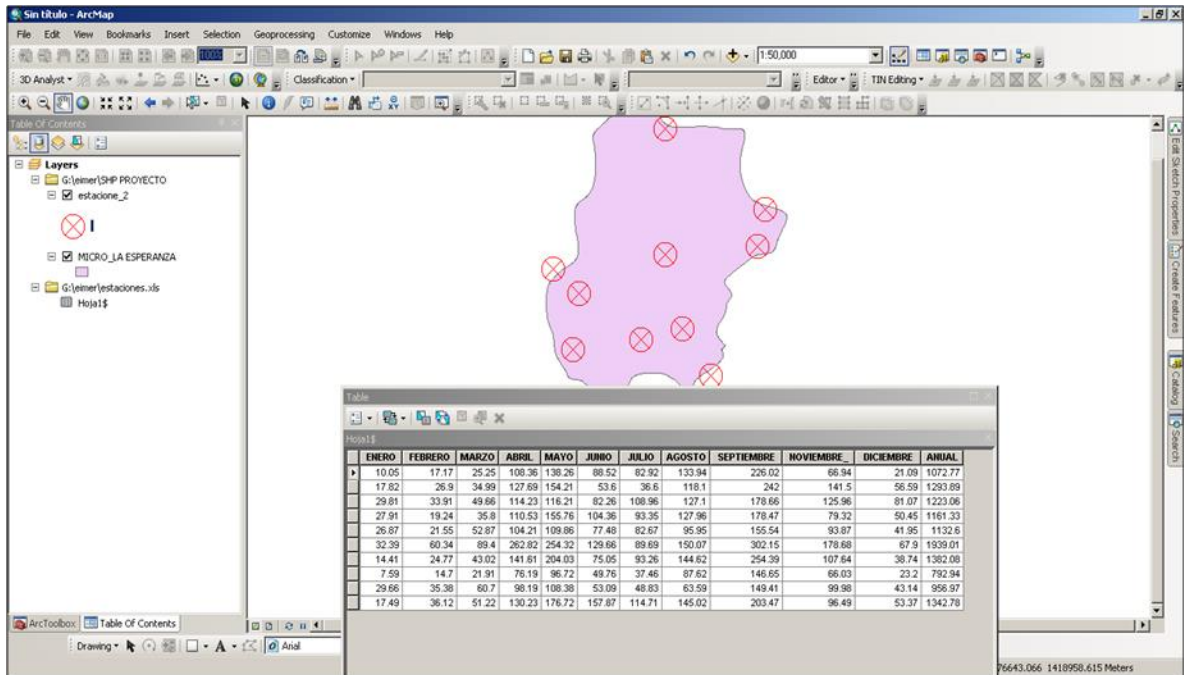 Sin título - ArcMap
File Edit View Bookmarks Insert Selection Geoprocessing Customize Windows Help
100% 1:50,000
3D Analyst Classification Editor TIN Editing
Table Of Contents
Layers
G:\eimer\SHP PROYECTO
estacione_2
I
MICRO_LA ESPERANZA
G:\eimer\estaciones.xls
Hoja1$
Edit Sketch Properties
Create Features
Catalog
Search
Table
Hoja1$
ENERO FEBRERO MARZO ABRIL MAYO JUNIO JULIO AGOSTO SEPTIEMBRE NOVIEMBRE_ DICIEMBRE ANUAL
10.05 17.17 25.25 108.36 138.26 88.52 82.92 133.94 226.02 66.94 21.09 1072.77
17.82 26.9 34.99 127.69 154.21 53.6 36.6 118.1 242 141.5 56.59 1293.89
29.81 33.91 49.66 114.23 116.21 82.26 108.96 127.1 178.66 125.96 81.07 1223.06
27.91 19.24 35.8 110.53 155.76 104.36 93.35 127.96 178.47 79.32 50.45 1161.33
26.87 21.55 52.87 104.21 109.86 77.48 82.67 95.95 155.54 93.87 41.95 1132.6
32.39 60.34 89.4 262.82 254.32 129.66 89.69 150.07 302.15 178.68 67.9 1939.01
14.41 24.77 43.02 141.61 204.03 75.05 93.26 144.62 254.39 107.64 38.74 1382.08
7.59 14.7 21.91 76.19 96.72 49.76 37.46 87.62 146.65 66.03 23.2 792.94
29.66 35.38 60.7 98.19 108.38 53.09 48.83 63.59 149.41 99.98 43.14 956.97
17.49 36.12 51.22 130.23 176.72 157.87 114.71 145.02 203.47 96.49 53.37 1342.78
ArcToolbox Table Of Contents
Drawing A Arial
76643.066 1418958.615 Meters